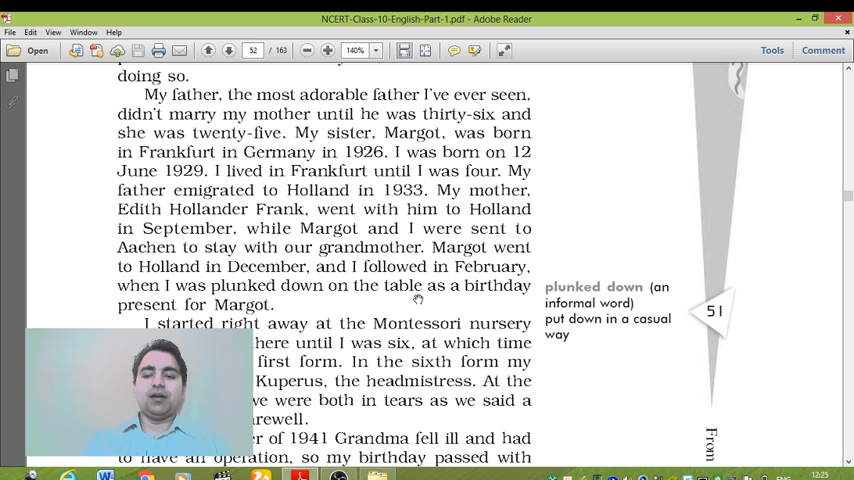 NCERT-Class-10-English-Part-1.pdf - Adobe Reader
File Edit View Window Help
Open 52 / 163 140% Tools Comment
doing so.
My father, the most adorable father I've ever seen,
didn't marry my mother until he was thirty-six and
she was twenty-five. My sister, Margot, was born
in Frankfurt in Germany in 1926. I was born on 12
June 1929. I lived in Frankfurt until I was four. My
father emigrated to Holland in 1933. My mother,
Edith Hollander Frank, went with him to Holland
in September, while Margot and I were sent to
Aachen to stay with our grandmother. Margot went
to Holland in December, and I followed in February,
when I was plunked down on the table as a birthday
present for Margot.
plunked down (an
informal word)
put down in a casual
way
51
I started right away at the Montessori nursery
here until I was six, at which time
first form. In the sixth form my
Kuperus, the headmistress. At the
we were both in tears as we said a
arewell.
er of 1941 Grandma fell ill and had
to have an operation, so my birthday passed with
From
ENG 12:25